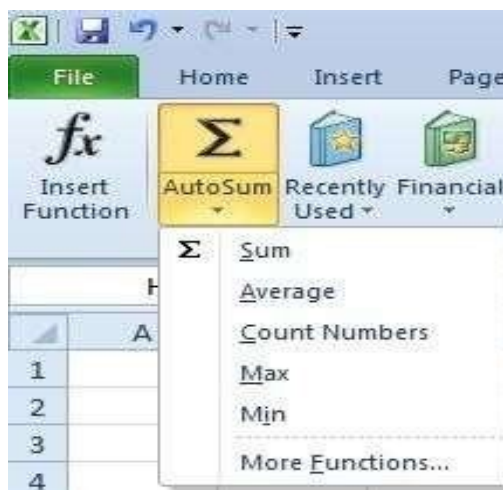 File Home Insert Page
fx Σ
Insert AutoSum Recently Financial
Function Used
Σ Sum
Average
H
A
Count Numbers
1 Max
2 Min
3
More Functions...
4